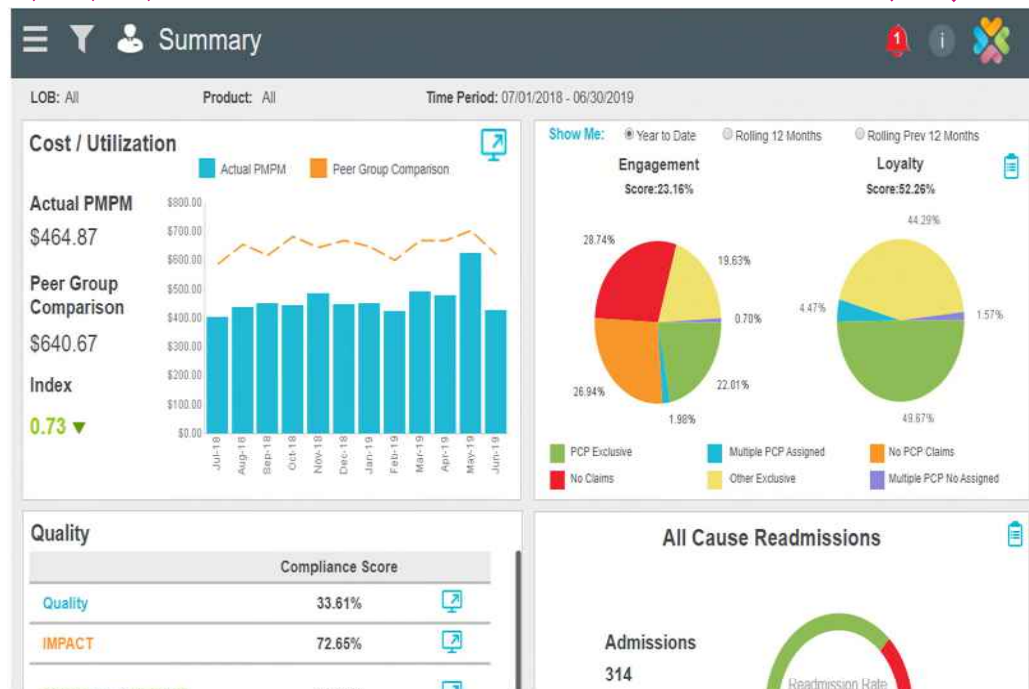 Summary
1
i
LOB: All Product: All Time Period: 07/01/2018 - 06/30/2019
Cost / Utilization
Actual PMPM Peer Group Comparison
Actual PMPM
$464.87
Peer Group
Comparison
$640.67
Index
0.73
$800.00
$700.00
$600.00
$500.00
$400.00
$300.00
$200.00
$100.00
$0.00
Jul-18 Aug-18 Sep-18 Oct-18 Nov-18 Dec-18 Jan-19 Feb-19 Mar-19 Apr-19 May-19 Jun-19
Show Me: Year to Date Rolling 12 Months Rolling Prev 12 Months
Engagement
Score:23.16%
28.74%
19.63%
0.70%
22.01%
1.98%
26.94%
Loyalty
Score:52.26%
44.29%
4.47%
1.57%
49.67%
PCP Exclusive Multiple PCP Assigned No PCP Claims
No Claims Other Exclusive Multiple PCP No Assigned
Quality
Compliance Score
Quality 33.61%
IMPACT 72.65%
All Cause Readmissions
Admissions
314
Readmission Rate